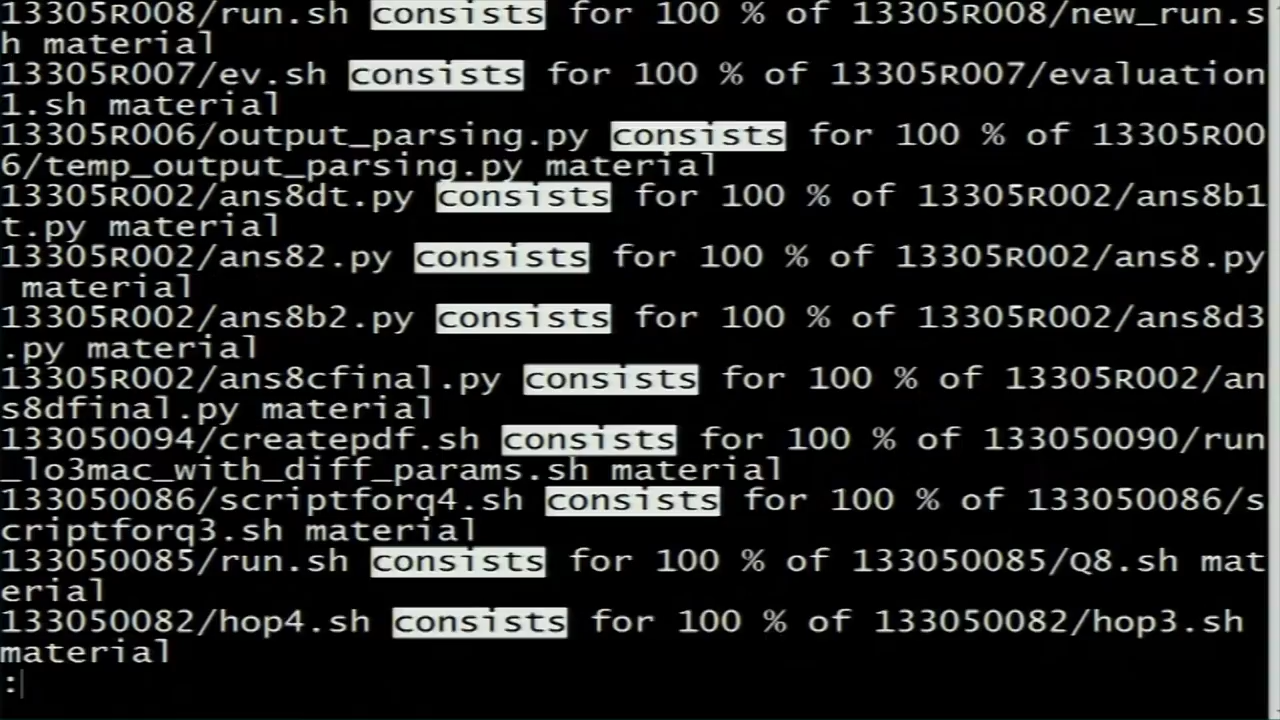 13305R008/run.sh consists for 100 % of 13305R008/new_run.s
h material
13305R007/ev.sh consists for 100 % of 13305R007/evaluation
1.sh material
13305R006/output_parsing.py consists for 100 % of 13305R00
6/temp_output_parsing.py material
13305R002/ans8dt.py consists for 100 % of 13305R002/ans8b1
t.py material
13305R002/ans82.py consists for 100 % of 13305R002/ans8.py
 material
13305R002/ans8b2.py consists for 100 % of 13305R002/ans8d3
.py material
13305R002/ans8cfinal.py consists for 100 % of 13305R002/an
s8dfinal.py material
133050094/createpdf.sh consists for 100 % of 133050090/run
_lo3mac_with_diff_params.sh material
133050086/scriptforq4.sh consists for 100 % of 133050086/s
criptforq3.sh material
133050085/run.sh consists for 100 % of 133050085/Q8.sh mat
erial
133050082/hop4.sh consists for 100 % of 133050082/hop3.sh
material
: